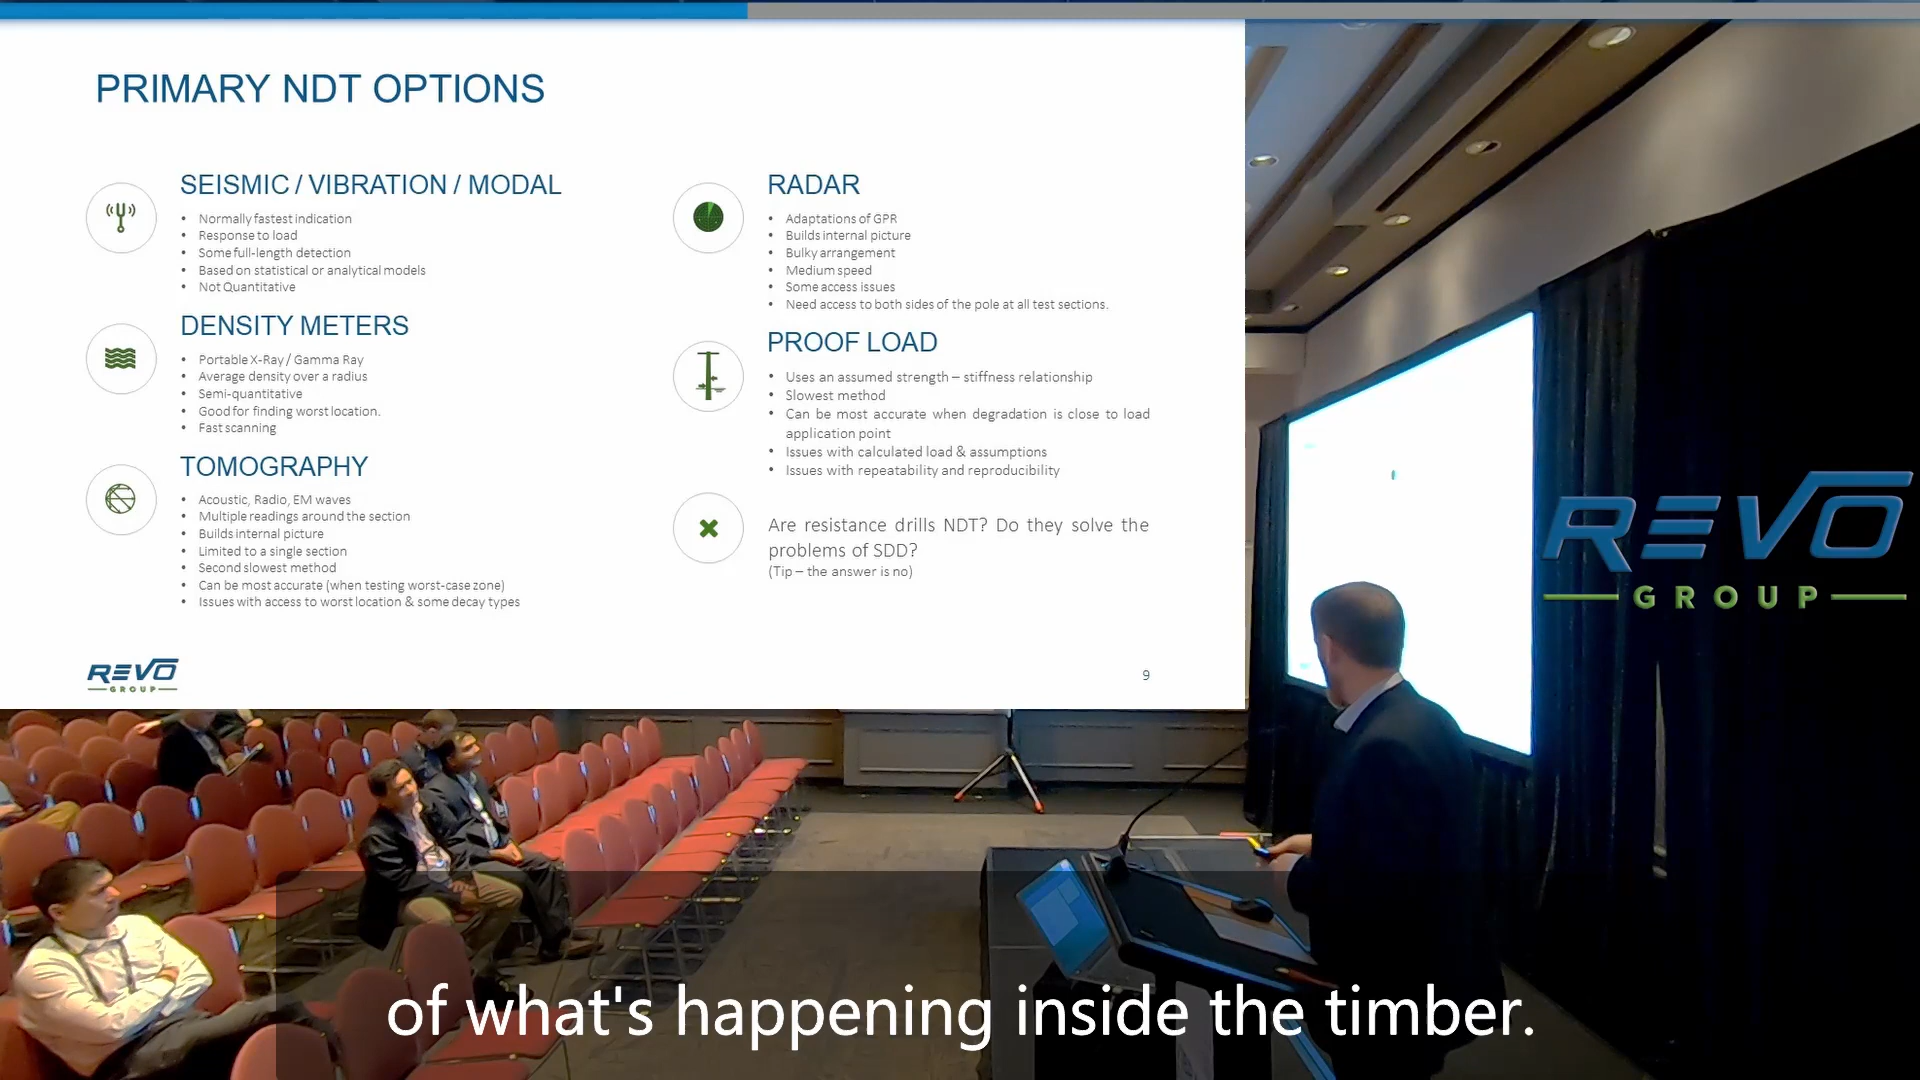 PRIMARY NDT OPTIONS
SEISMIC / VIBRATION / MODAL
• Normally fastest indication
• Response to load
• Some full-length detection
• Based on statistical or analytical models
• Not Quantitative
DENSITY METERS
• Portable X-Ray / Gamma Ray
• Average density over a radius
• Semi-quantitative
• Good for finding worst location.
• Fast scanning
TOMOGRAPHY
• Acoustic, Radio, EM waves
• Multiple readings around the section
• Builds internal picture
• Limited to a single section
• Second slowest method
• Can be most accurate (when testing worst-case zone)
• Issues with access to worst location & some decay types
RADAR
• Adaptations of GPR
• Builds internal picture
• Bulky arrangement
• Medium speed
• Some access issues
• Need access to both sides of the pole at all test sections.
PROOF LOAD
• Uses an assumed strength – stiffness relationship
• Slowest method
• Can be most accurate when degradation is close to load
application point
• Issues with calculated load & assumptions
• Issues with repeatability and reproducibility
Are resistance drills NDT? Do they solve the
problems of SDD?
(Tip – the answer is no)
REVO
GROUP
9
REVO
GROUP
of what's happening inside the timber.